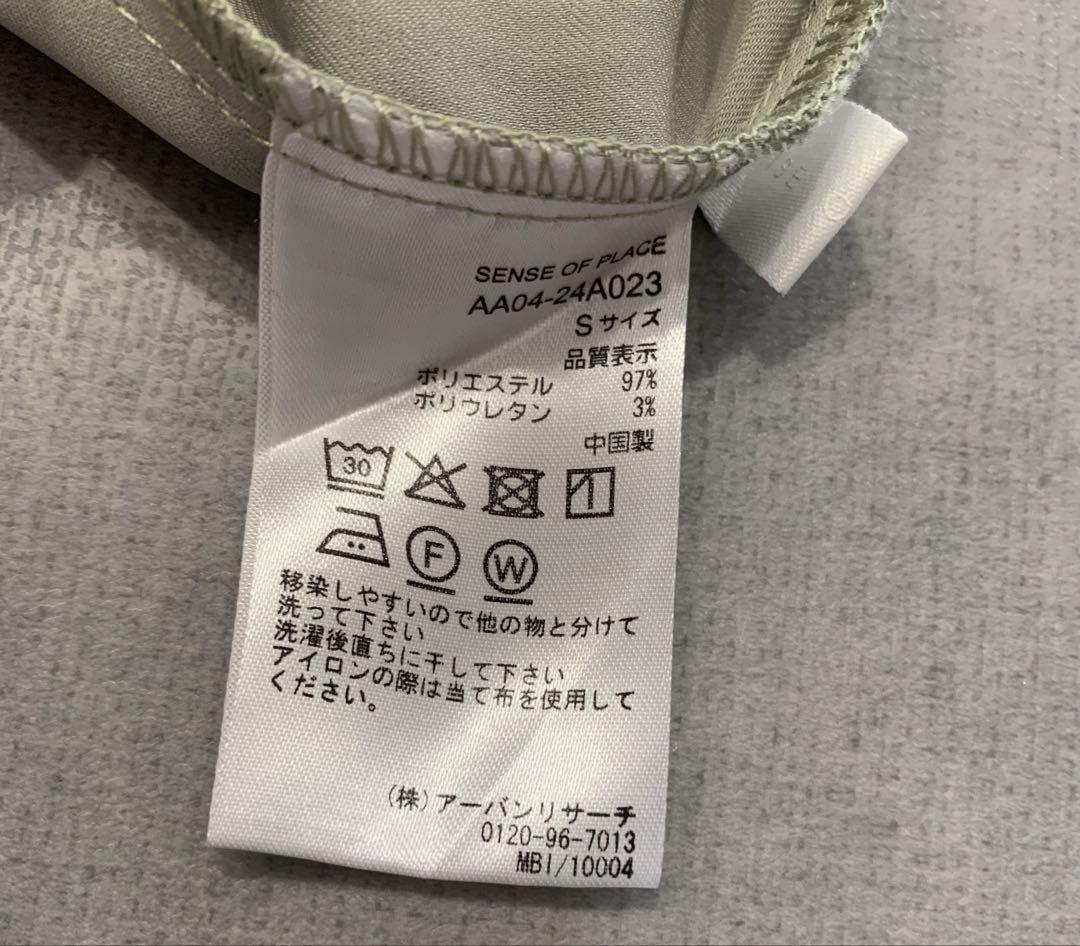 SENSE OF PLACE
AA04-24A023
Sサイズ
品質表示
ポリエステル 97%
ポリウレタン 3%
中国製
30
F
W
移染しやすいので他の物と分けて
洗って下さい
洗濯後直ちに干して下さい
アイロンの際は当て布を使用して
ください。
(株)アーバンリサーチ
0120-96-7013
MBI/10004